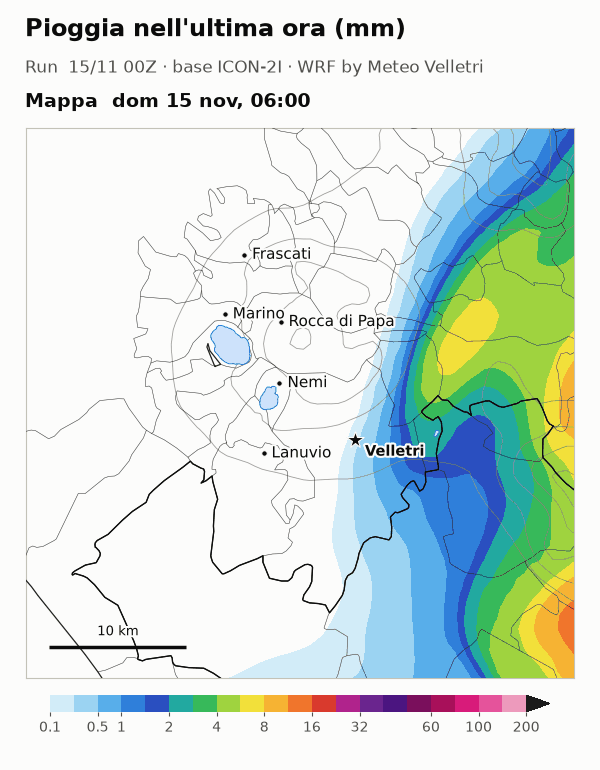 Pioggia nell'ultima ora (mm)
Run  15/11 00Z · base ICON-2I · WRF by Meteo Velletri
Mappa  dom 15 nov, 06:00
Frascati
Marino
Rocca di Papa
Nemi
Velletri
Lanuvio
10 km
0.1 0.5 1 2 4 8 16 32 60 100 200